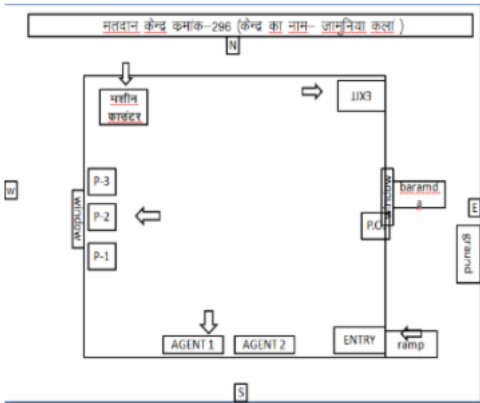 मतदान केन्द्र कमांक-296 (केन्द्र का नाम- जामुनिया कलां )
N
मशीन
काउंटर
EXIT
P-3
W
window
window
baramd
a
P-2
E
P.O.
graund
P-1
AGENT 1
AGENT 2
ENTRY
ramp
S